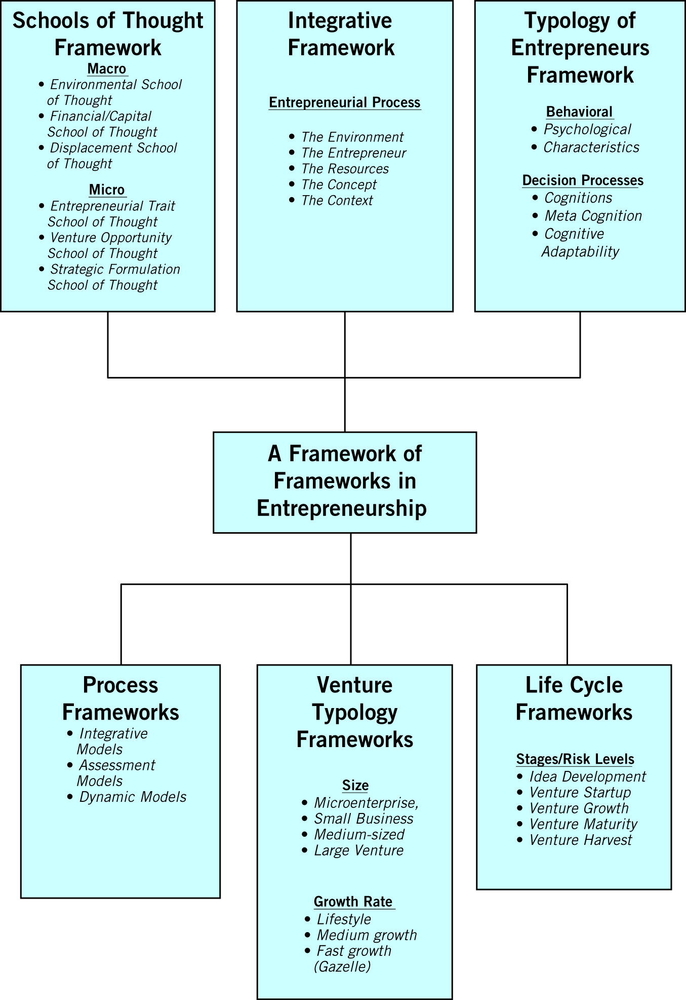 Schools of Thought
Framework
Macro
• Environmental School
of Thought
• Financial/Capital
School of Thought
• Displacement School
of Thought
Micro
• Entrepreneurial Trait
School of Thought
• Venture Opportunity
School of Thought
• Strategic Formulation
School of Thought
Integrative
Framework
Entrepreneurial Process
• The Environment
• The Entrepreneur
• The Resources
• The Concept
• The Context
Typology of
Entrepreneurs
Framework
Behavioral
• Psychological
• Characteristics
Decision Processes
• Cognitions
• Meta Cognition
• Cognitive
Adaptability
A Framework of
Frameworks in
Entrepreneurship
Process
Frameworks
• Integrative
Models
• Assessment
Models
• Dynamic Models
Venture
Typology
Frameworks
Size
• Microenterprise,
• Small Business
• Medium-sized
• Large Venture
Growth Rate
• Lifestyle
• Medium growth
• Fast growth
(Gazelle)
Life Cycle
Frameworks
Stages/Risk Levels
• Idea Development
• Venture Startup
• Venture Growth
• Venture Maturity
• Venture Harvest